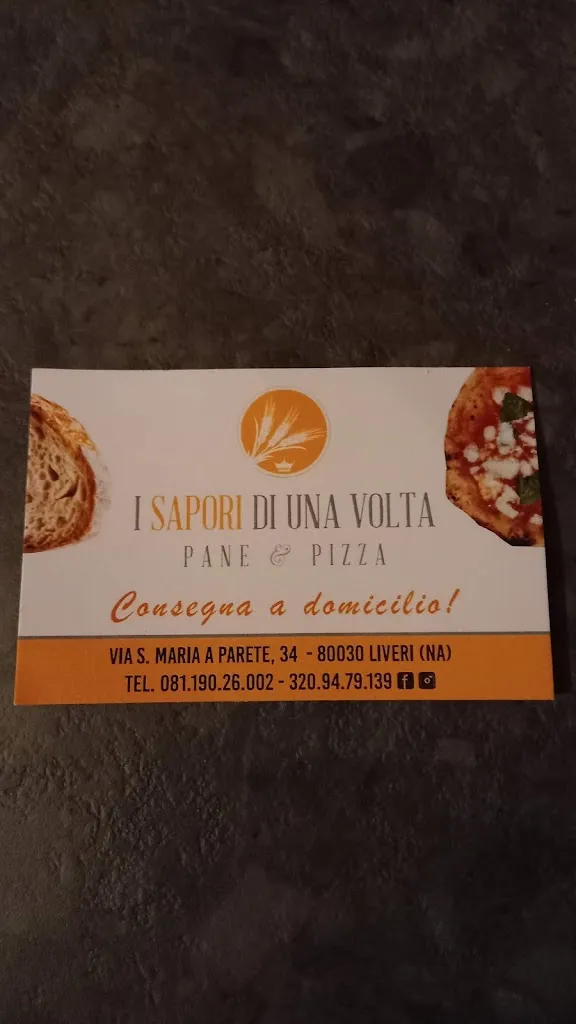 I SAPORI DI UNA VOLTA
PANE & PIZZA
Consegna a domicilio!
VIA S. MARIA A PARETE, 34 - 80030 LIVERI (NA)
TEL. 081.190.26.002 - 320.94.79.139